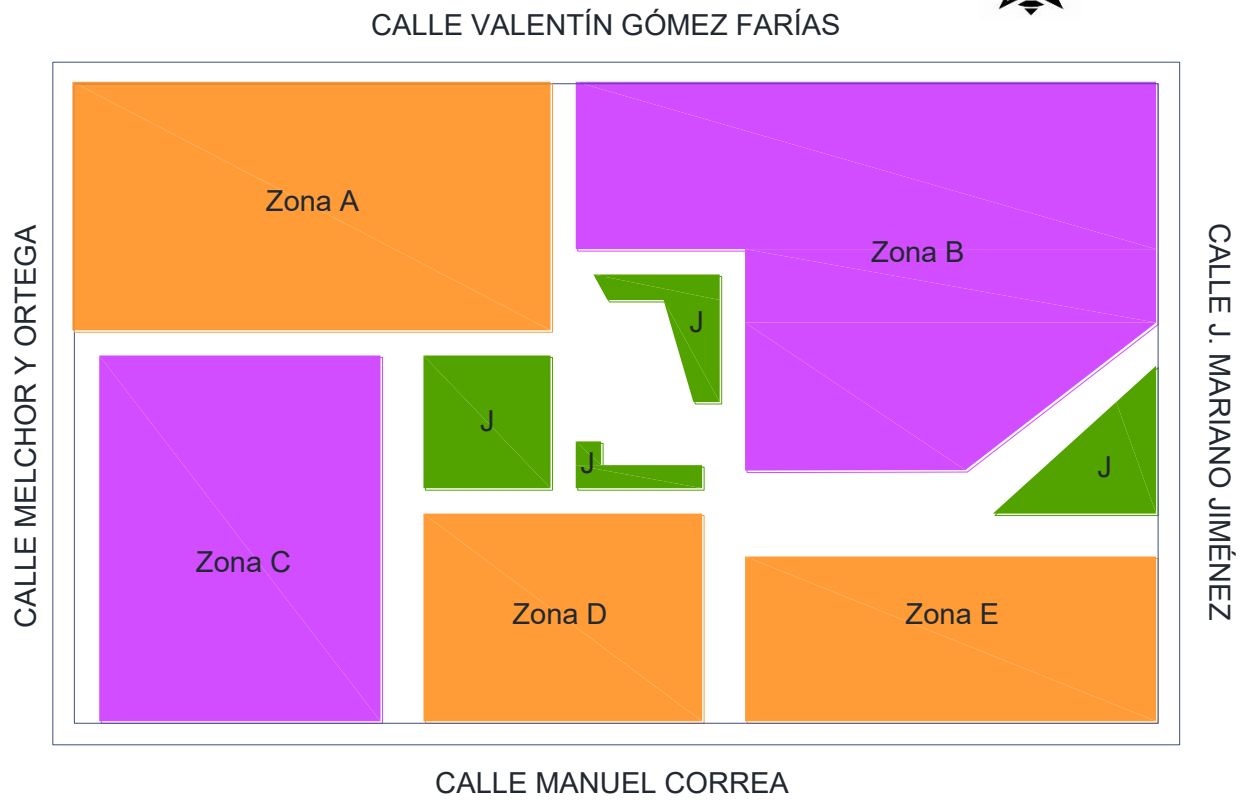 CALLE VALENTÍN GÓMEZ FARÍAS
Zona A
Zona B
CALLE MELCHOR Y ORTEGA
CALLE J. MARIANO JIMÉNEZ
J
J
J
J
Zona C
Zona D
Zona E
CALLE MANUEL CORREA